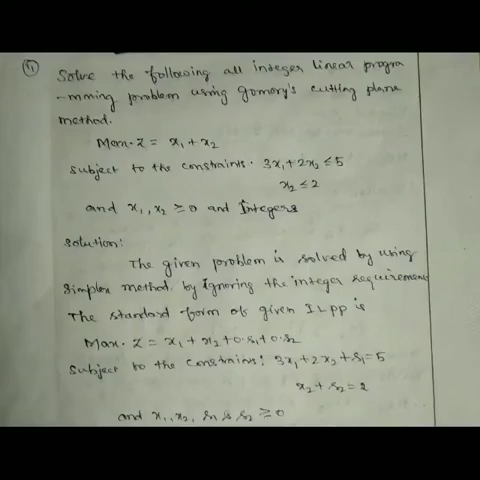 1)
Solve the following all integer linear progra
-mming problem using gomory's cutting plane
method.
Max. Z = x₁ + x₂
Subject to the constraints. 3x₁ + 2x₂ ≤ 5
x₂ ≤ 2
and x₁, x₂ ≥ 0 and Integers
Solution:
The given problem is solved by using
simplex method by Ignoring the integer requirement
The standard form of given ILPP is
Max. Z = x₁ + x₂ + 0·s₁ + 0·s₂
Subject to the constrains: 3x₁ + 2x₂ + s₁ = 5
x₂ + s₂ = 2
and x₁, x₂, s₁ & s₂ ≥ 0